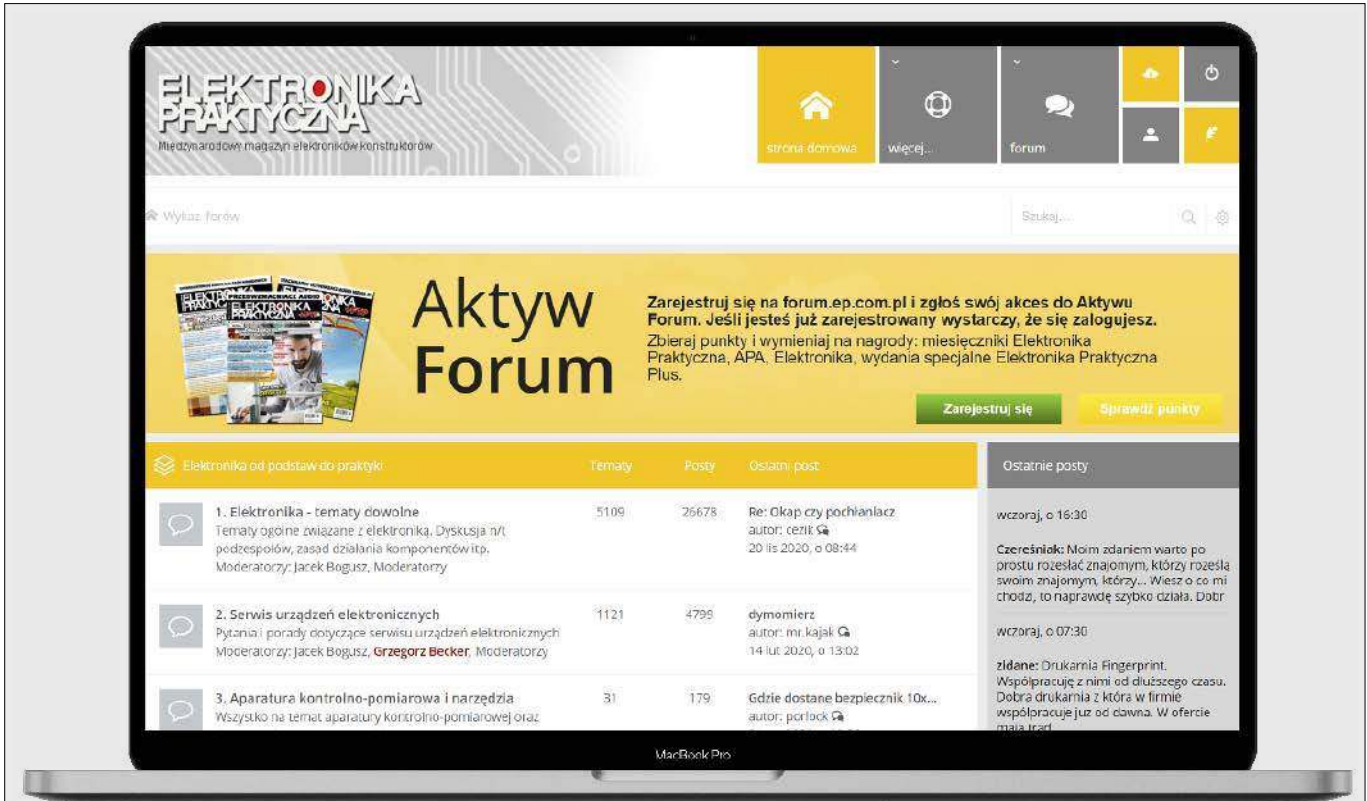 ELEKTRONIKA
PRAKTYCZNA
Międzynarodowy magazyn elektroników konstruktorów
strona domowa
więcej...
forum
Wykaz forów
Szukaj...
Aktyw
Forum
Zarejestruj się na forum.ep.com.pl i zgłoś swój akces do Aktywu
Forum. Jeśli jesteś już zarejestrowany wystarczy, że się zalogujesz.
Zbieraj punkty i wymieniaj na nagrody: miesięczniki Elektronika
Praktyczna, APA, Elektronika, wydania specjalne Elektronika Praktyczna
Plus.
Zarejestruj się
Sprawdź punkty
Elektronika od podstaw do praktyki
Tematy
Posty
Ostatni post
1. Elektronika - tematy dowolne
Tematy ogólne związane z elektroniką. Dyskusja n/t
podzespołów, zasad działania komponentów itp.
Moderatorzy: Jacek Bogusz, Moderatorzy
5109
26678
Re: Okap czy pochłaniacz
autor: cezik
20 lis 2020, o 08:44
2. Serwis urządzeń elektronicznych
Pytania i porady dotyczące serwisu urządzeń elektronicznych
Moderatorzy: Jacek Bogusz, Grzegorz Becker, Moderatorzy
1121
4799
dymomierz
autor: mr.kajak
14 lut 2020, o 13:02
3. Aparatura kontrolno-pomiarowa i narzędzia
Wszystko na temat aparatury kontrolno-pomiarowej oraz
31
179
Gdzie dostane bezpiecznik 10x...
autor: porlock
Ostatnie posty
wczoraj, o 16:30
Czereśniak: Moim zdaniem warto po
prostu rozesłać znajomym, którzy roześlą
swoim znajomym, którzy... Wiesz o co mi
chodzi, to naprawdę szybko działa. Dobr
wczoraj, o 07:30
zidane: Drukarnia Fingerprint.
Współpracuję z nimi od dłuższego czasu.
Dobra drukarnia z która w firmie
współpracuje juz od dawna. W ofercie
maja trad
MacBook Pro